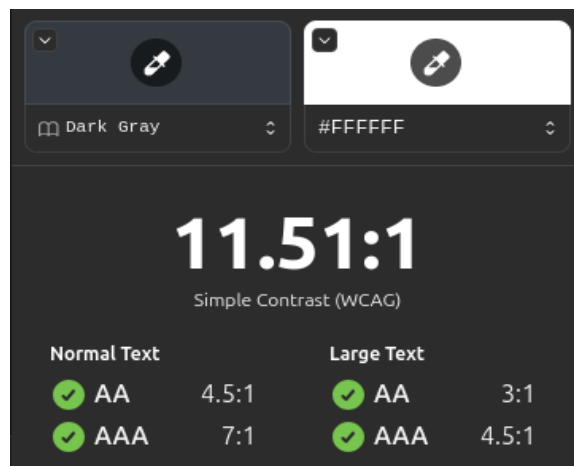 Dark Gray
#FFFFFF
11.51:1
Simple Contrast (WCAG)
Normal Text
Large Text
AA 4.5:1
AA 3:1
AAA 7:1
AAA 4.5:1